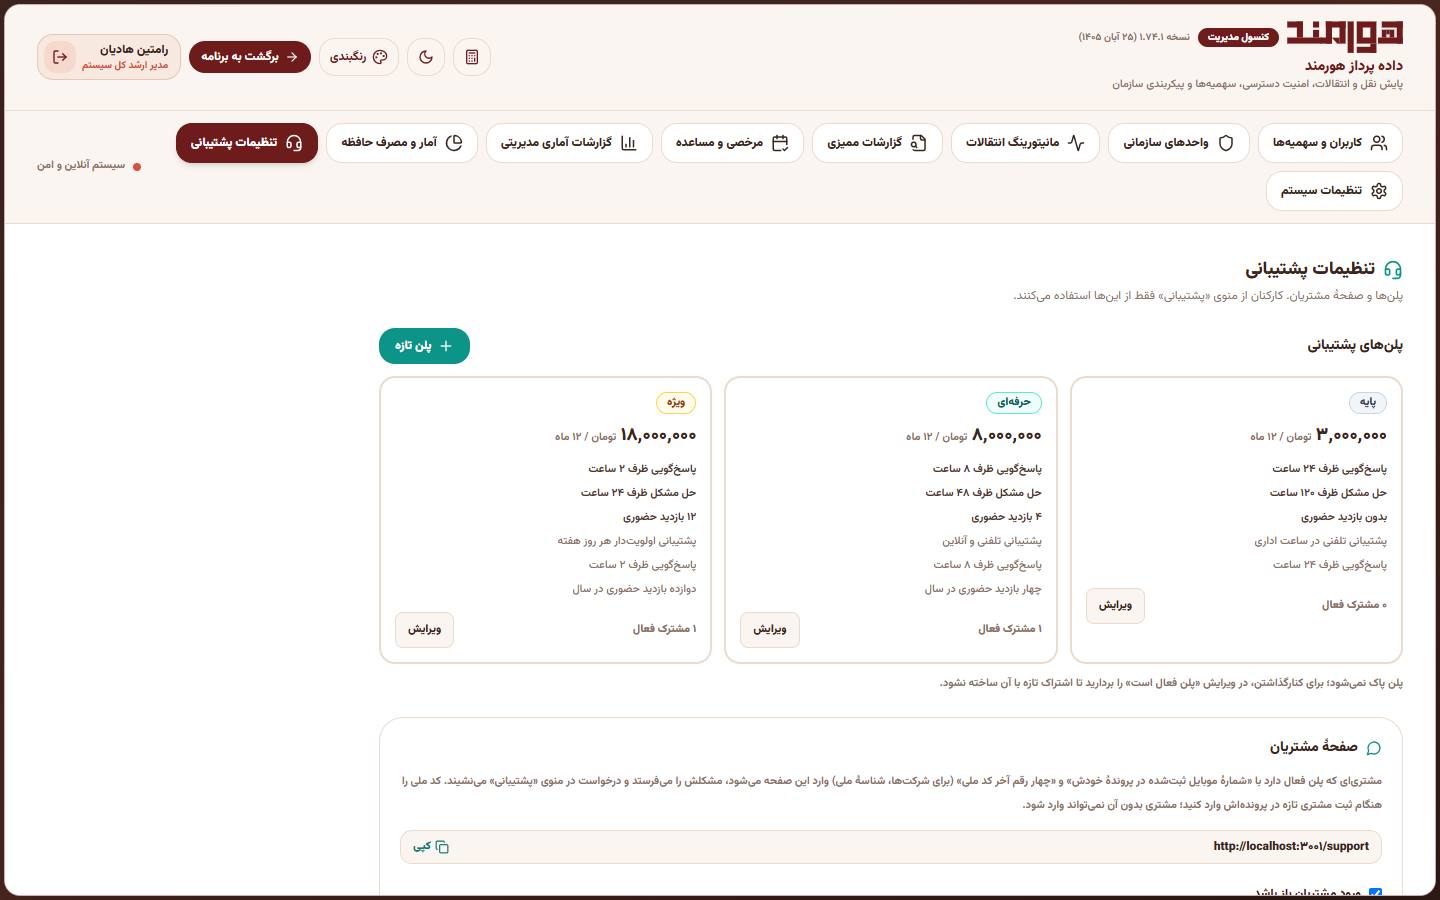 هورمند
کنسول مدیریت
نسخه ۱.۷۴.۱ (۲۵ آبان ۱۴۰۵)
داده پرداز هورمند
پایش نقل و انتقالات، امنیت دسترسی، سهمیه‌ها و پیکربندی سازمان
رنگبندی
برگشت به برنامه
رامتین هادیان
مدیر ارشد کل سیستم
کاربران و سهمیه‌ها
واحدهای سازمانی
مانیتورینگ انتقالات
گزارشات ممیزی
مرخصی و مساعده
گزارشات آماری مدیریتی
آمار و مصرف حافظه
تنظیمات پشتیبانی
تنظیمات سیستم
سیستم آنلاین و امن
تنظیمات پشتیبانی
پلن‌ها و صفحهٔ مشتریان. کارکنان از منوی «پشتیبانی» فقط از این‌ها استفاده می‌کنند.
پلن‌های پشتیبانی
پلن تازه
پایه
۳,۰۰۰,۰۰۰ تومان / ۱۲ ماه
پاسخ‌گویی ظرف ۲۴ ساعت
حل مشکل ظرف ۱۲۰ ساعت
بدون بازدید حضوری
پشتیبانی تلفنی در ساعت اداری
پاسخ‌گویی ظرف ۲۴ ساعت
۰ مشترک فعال
ویرایش
حرفه‌ای
۸,۰۰۰,۰۰۰ تومان / ۱۲ ماه
پاسخ‌گویی ظرف ۸ ساعت
حل مشکل ظرف ۴۸ ساعت
۴ بازدید حضوری
پشتیبانی تلفنی و آنلاین
پاسخ‌گویی ظرف ۸ ساعت
چهار بازدید حضوری در سال
۱ مشترک فعال
ویرایش
ویژه
۱۸,۰۰۰,۰۰۰ تومان / ۱۲ ماه
پاسخ‌گویی ظرف ۲ ساعت
حل مشکل ظرف ۲۴ ساعت
۱۲ بازدید حضوری
پشتیبانی اولویت‌دار هر روز هفته
پاسخ‌گویی ظرف ۲ ساعت
دوازده بازدید حضوری در سال
۱ مشترک فعال
ویرایش
پلن پاک نمی‌شود؛ برای کنارگذاشتن، در ویرایش «پلن فعال است» را بردارید تا اشتراک تازه با آن ساخته نشود.
صفحهٔ مشتریان
مشتری‌ای که پلن فعال دارد با «شمارهٔ موبایل ثبت‌شده در پروندهٔ خودش» و «چهار رقم آخر کد ملی» (برای شرکت‌ها، شناسهٔ ملی) وارد این صفحه می‌شود، مشکلش را می‌فرستد و درخواست در منوی «پشتیبانی» می‌نشیند. کد ملی را
هنگام ثبت مشتری تازه در پرونده‌اش وارد کنید؛ مشتری بدون آن نمی‌تواند وارد شود.
http://localhost:۳۰۰۱/support
کپی
ورود مشتریان باز باشد